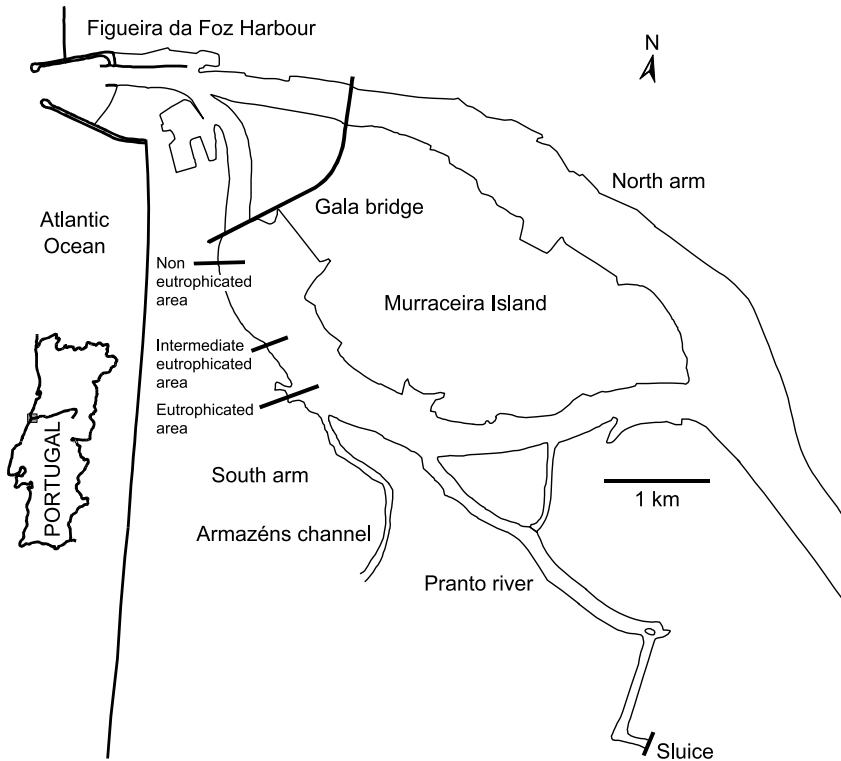 Figueira da Foz Harbour
N
North arm
Gala bridge
Atlantic
Ocean
Non
eutrophicated
area
Murraceira Island
Intermediate
eutrophicated
area
Eutrophicated
area
PORTUGAL
South arm
1 km
Armazéns channel
Pranto river
Sluice